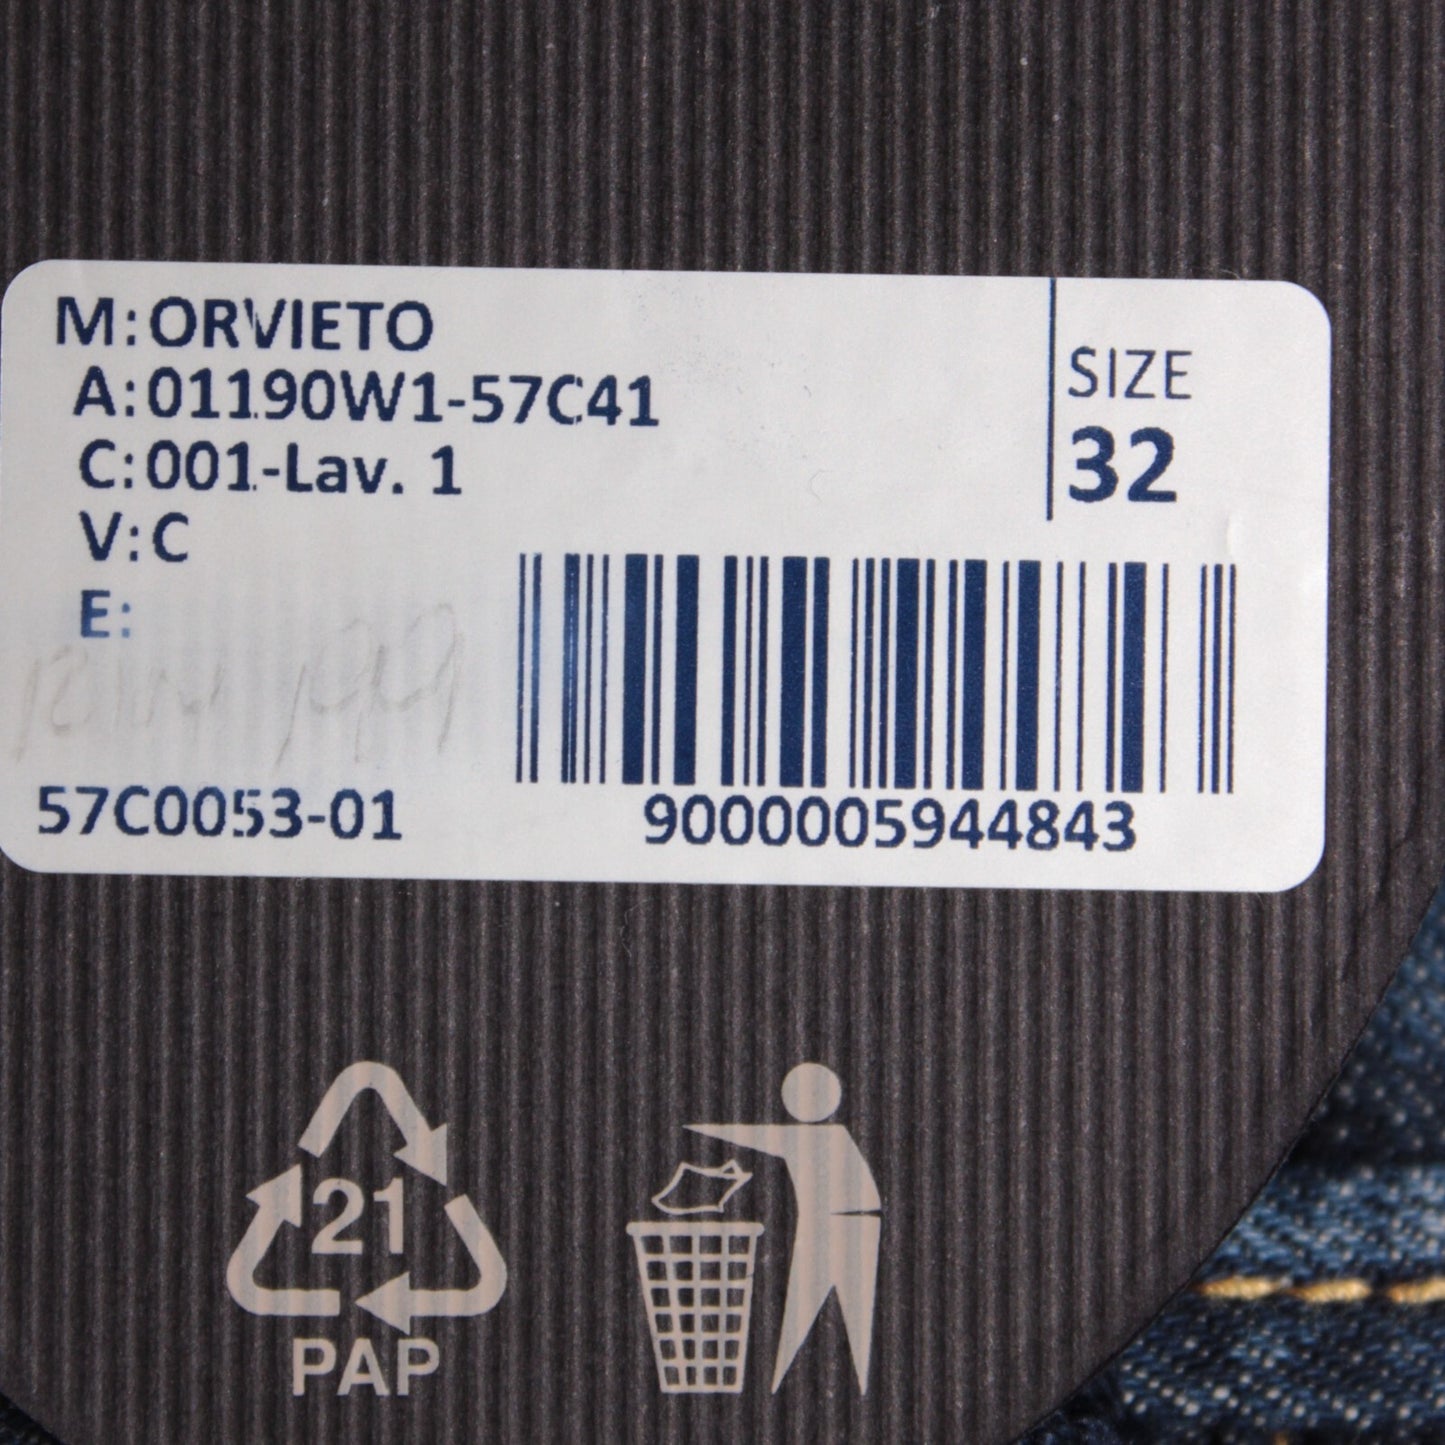 M:ORVIETO
A:01190W1-57C41
C:001-Lav. 1
V:C
E:
SIZE
32
57C0053-01
9000005944843
21
PAP